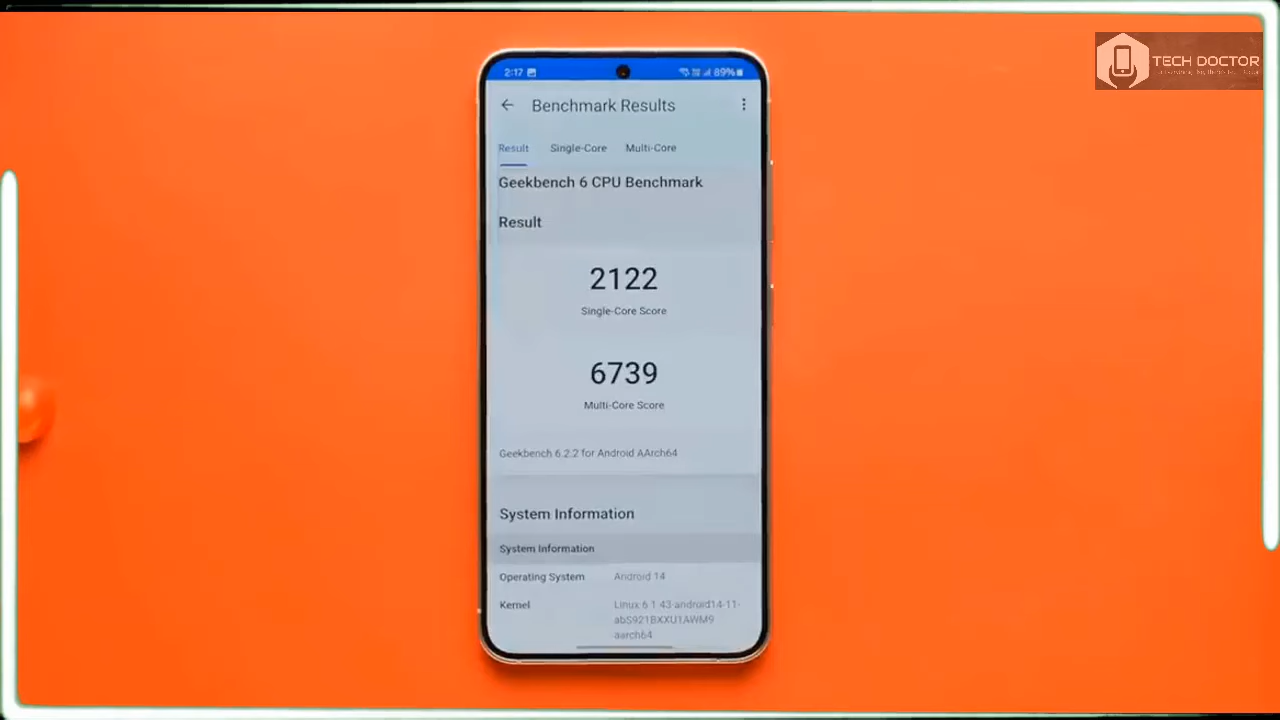 TECH DOCTOR
2:17
89%
Benchmark Results
Result Single-Core Multi-Core
Geekbench 6 CPU Benchmark
Result
2122
Single-Core Score
6739
Multi-Core Score
Geekbench 6.2.2 for Android AArch64
System Information
System Information
Operating System Android 14
Kernel Linux 6.1.43-android14-11-
abS921BXXU1AWM9
aarch64